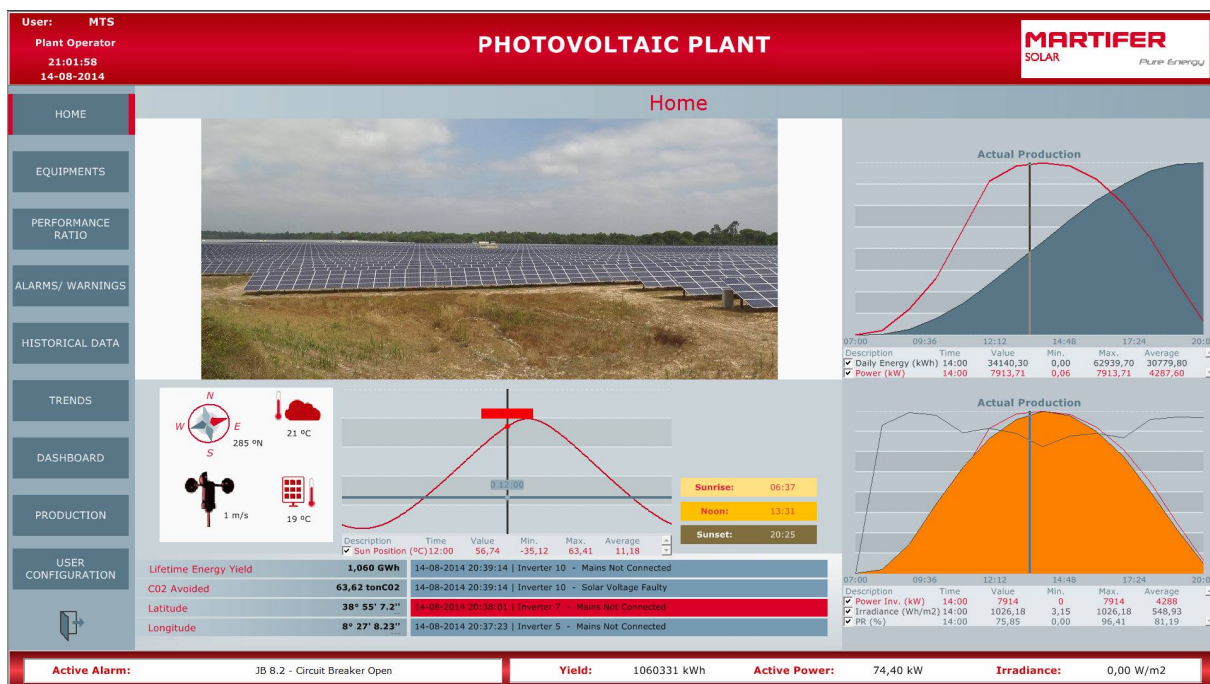 User: MTS
Plant Operator
21:01:58
14-08-2014
PHOTOVOLTAIC PLANT
MARTIFER
SOLAR
Pure Energy
HOME
EQUIPMENTS
PERFORMANCE
RATIO
ALARMS/ WARNINGS
HISTORICAL DATA
TRENDS
DASHBOARD
PRODUCTION
USER
CONFIGURATION
Home
Actual Production
07:00 09:36 12:12 14:48 17:24 20:0
Description Time Value Min. Max. Average
Daily Energy (kWh) 14:00 34140,30 0,00 62939,70 30779,80
Power (kW) 14:00 7913,71 0,06 7913,71 4287,60
N
W E
S
285 ºN
21 ºC
1 m/s
19 ºC
0 12:00
Description Time Value Min. Max. Average
Sun Position (ºC) 12:00 56,74 -35,12 63,41 11,18
Sunrise: 06:37
Noon: 13:31
Sunset: 20:25
Actual Production
07:00 09:36 12:12 14:48 17:24 20:0
Description Time Value Min. Max. Average
Power Inv. (kW) 14:00 7914 0 7914 4288
Irradiance (Wh/m2) 14:00 1026,18 3,15 1026,18 548,93
PR (%) 14:00 75,85 0,00 96,41 81,19
Lifetime Energy Yield 1,060 GWh
C02 Avoided 63,62 tonC02
Latitude 38° 55' 7.2''
Longitude 8° 27' 8.23''
14-08-2014 20:39:14 | Inverter 10 - Mains Not Connected
14-08-2014 20:39:14 | Inverter 10 - Solar Voltage Faulty
14-08-2014 20:38:01 | Inverter 7 - Mains Not Connected
14-08-2014 20:37:23 | Inverter 5 - Mains Not Connected
Active Alarm: JB 8.2 - Circuit Breaker Open
Yield: 1060331 kWh Active Power: 74,40 kW Irradiance: 0,00 W/m2